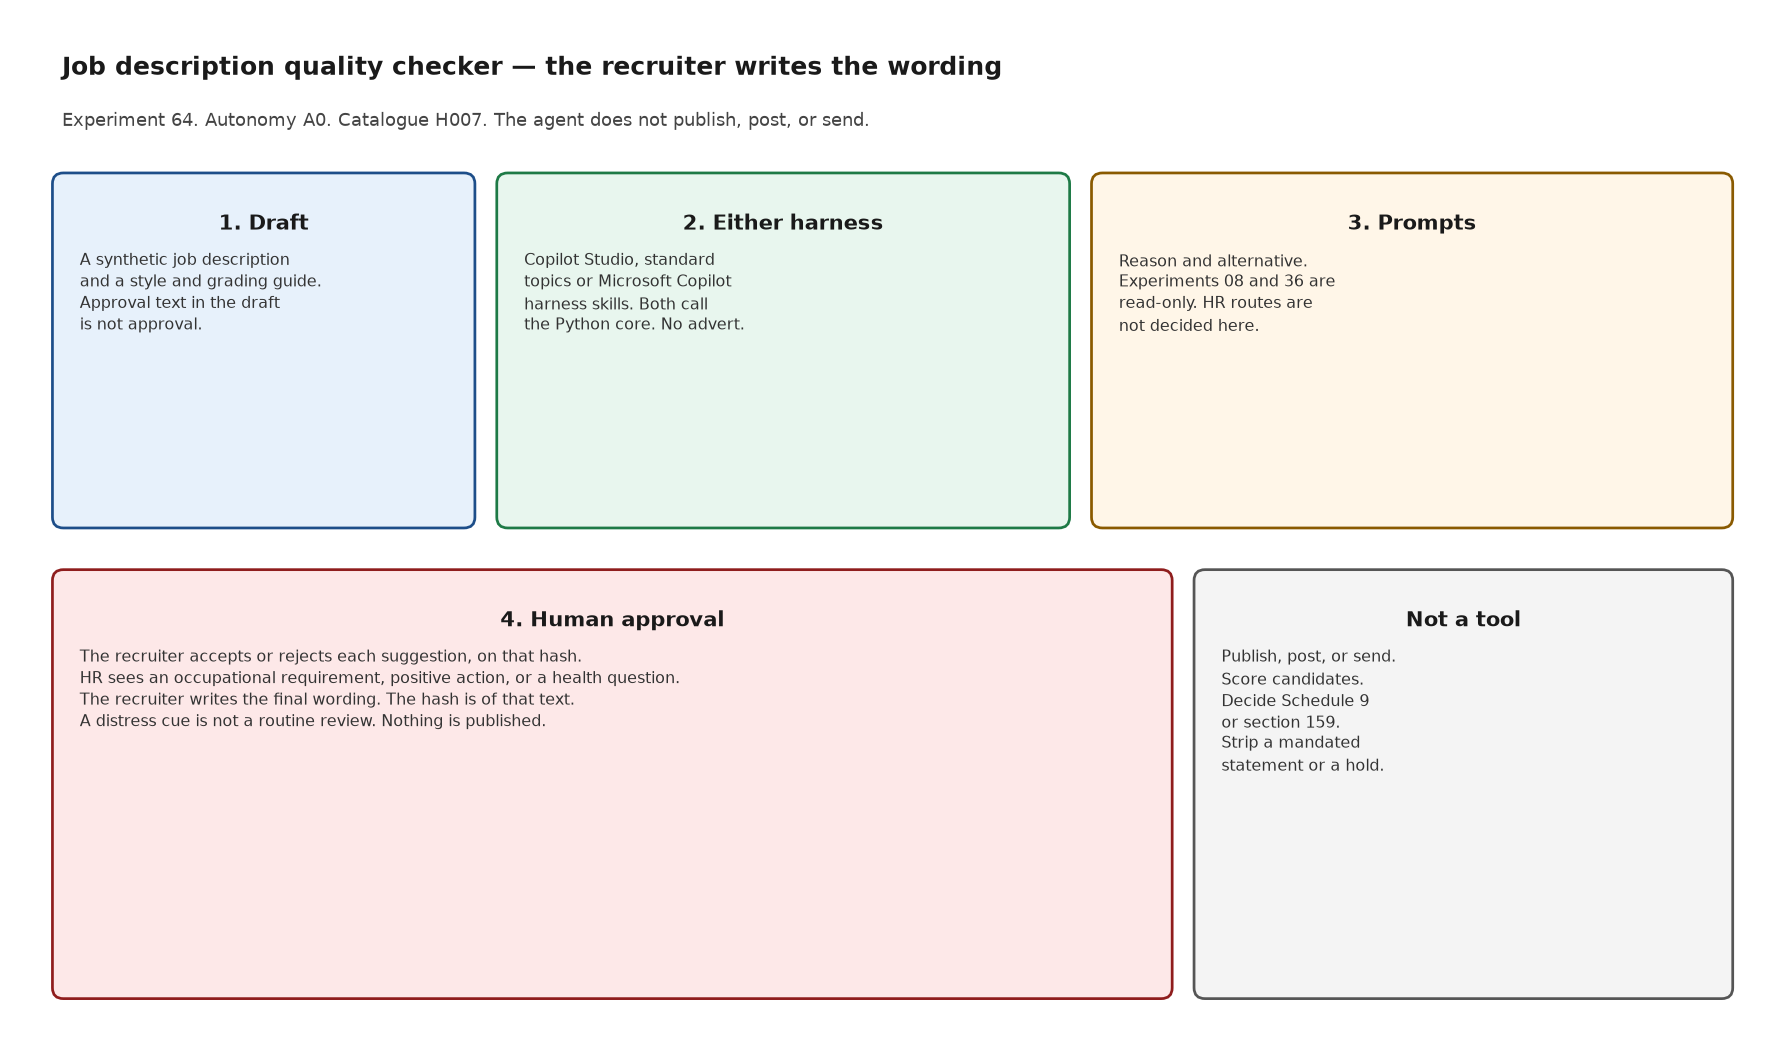 Job description quality checker — the recruiter writes the wording
Experiment 64. Autonomy A0. Catalogue H007. The agent does not publish, post, or send.
1. Draft
A synthetic job description
and a style and grading guide.
Approval text in the draft
is not approval.
2. Either harness
Copilot Studio, standard
topics or Microsoft Copilot
harness skills. Both call
the Python core. No advert.
3. Prompts
Reason and alternative.
Experiments 08 and 36 are
read-only. HR routes are
not decided here.
4. Human approval
The recruiter accepts or rejects each suggestion, on that hash.
HR sees an occupational requirement, positive action, or a health question.
The recruiter writes the final wording. The hash is of that text.
A distress cue is not a routine review. Nothing is published.
Not a tool
Publish, post, or send.
Score candidates.
Decide Schedule 9
or section 159.
Strip a mandated
statement or a hold.